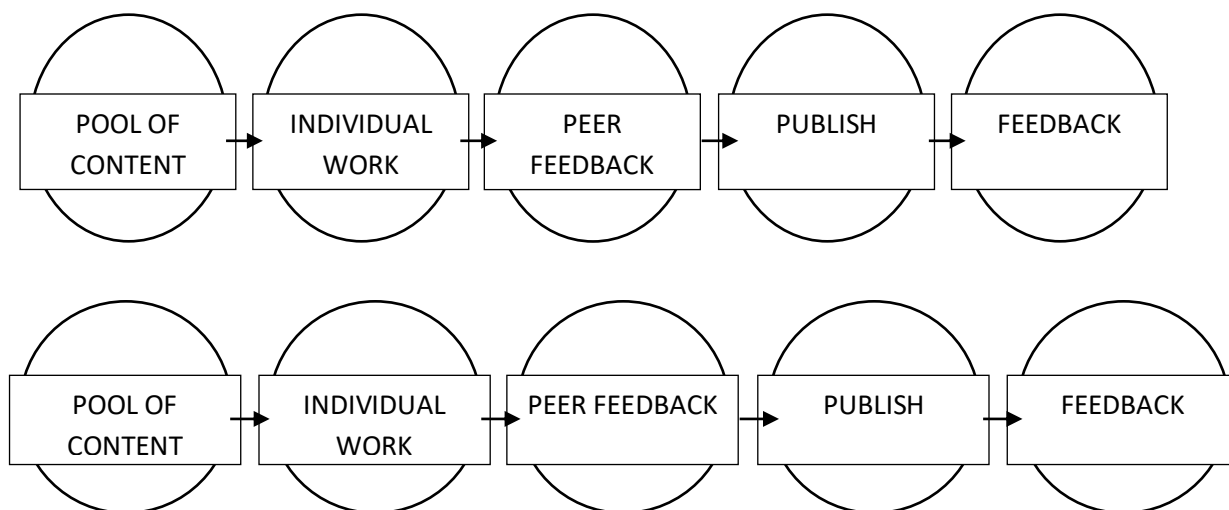 POOL OF
CONTENT
INDIVIDUAL
WORK
PEER
FEEDBACK
PUBLISH
FEEDBACK
POOL OF
CONTENT
INDIVIDUAL
WORK
PEER FEEDBACK
PUBLISH
FEEDBACK